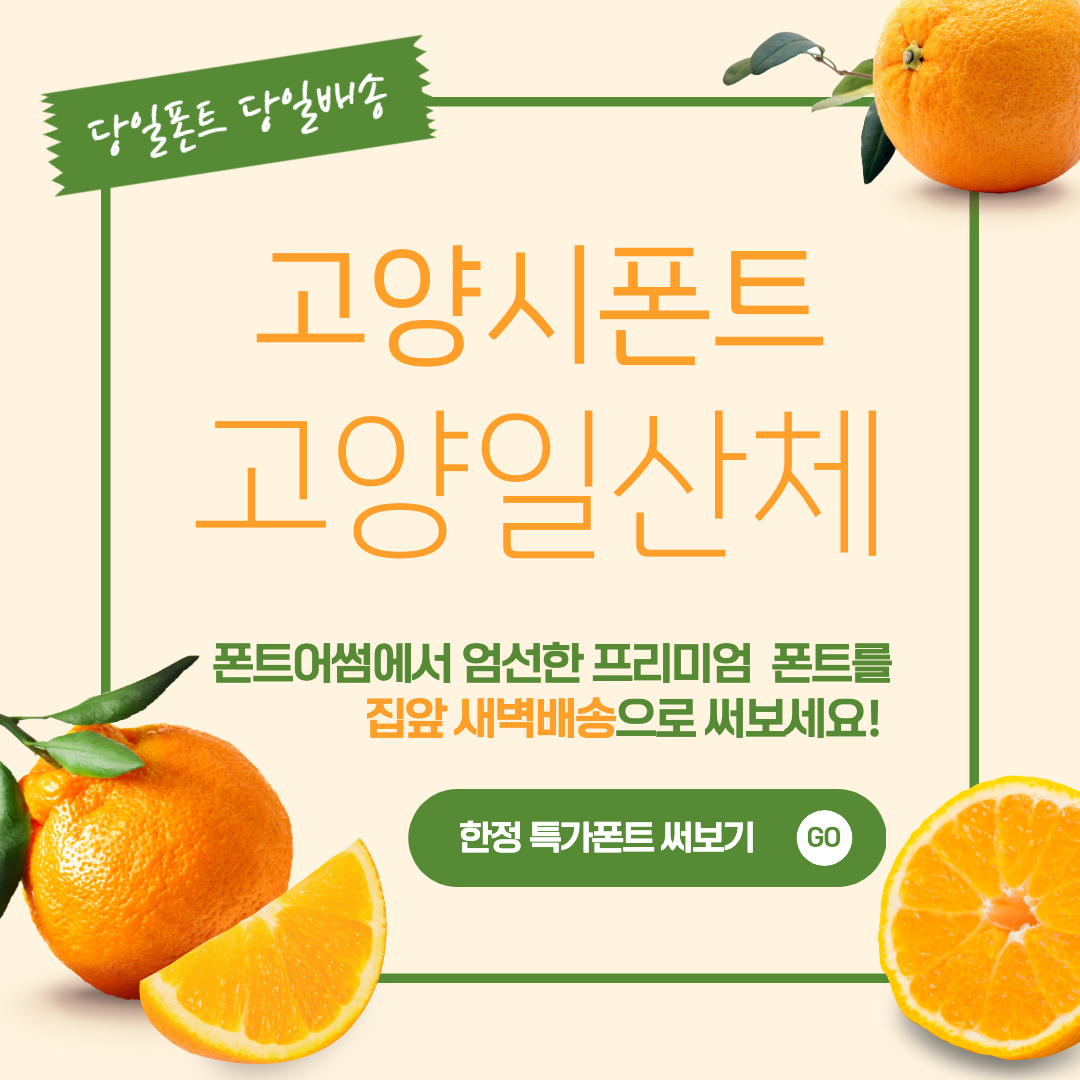 당일폰트 당일배송
고양시폰트
고양일산체
폰트어썸에서 엄선한 프리미엄 폰트를
집앞 새벽배송으로 써보세요!
한정 특가폰트 써보기 GO